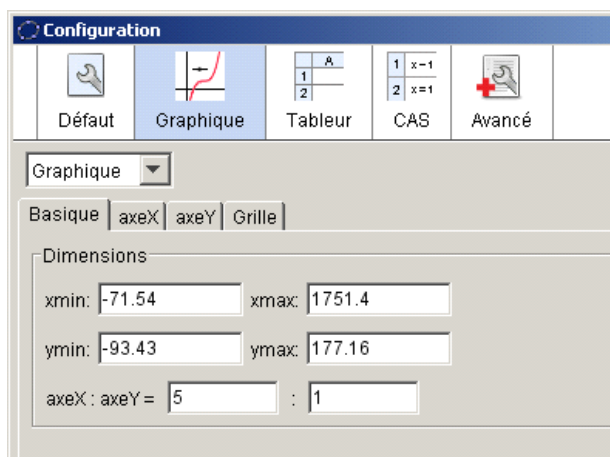 Configuration
A
1
2
1 x-1
2 x=1
Défaut Graphique Tableur CAS Avancé
Graphique
Basique axeX axeY Grille
Dimensions
xmin: -71.54 xmax: 1751.4
ymin: -93.43 ymax: 177.16
axeX : axeY = 5 : 1